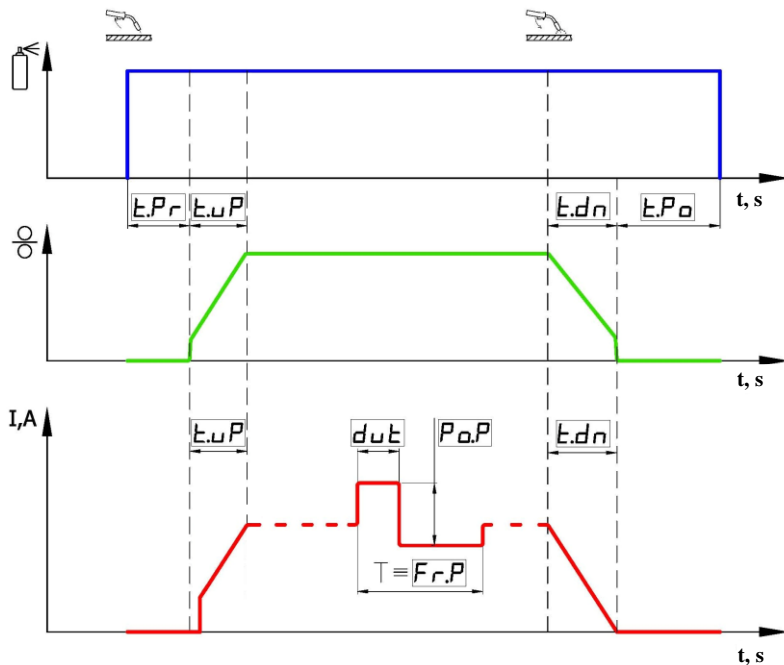 t.Pr t.uP t.dn t.Po t, s
t, s
I,A t.uP dut Po.P t.dn
T ≡ Fr.P
t, s